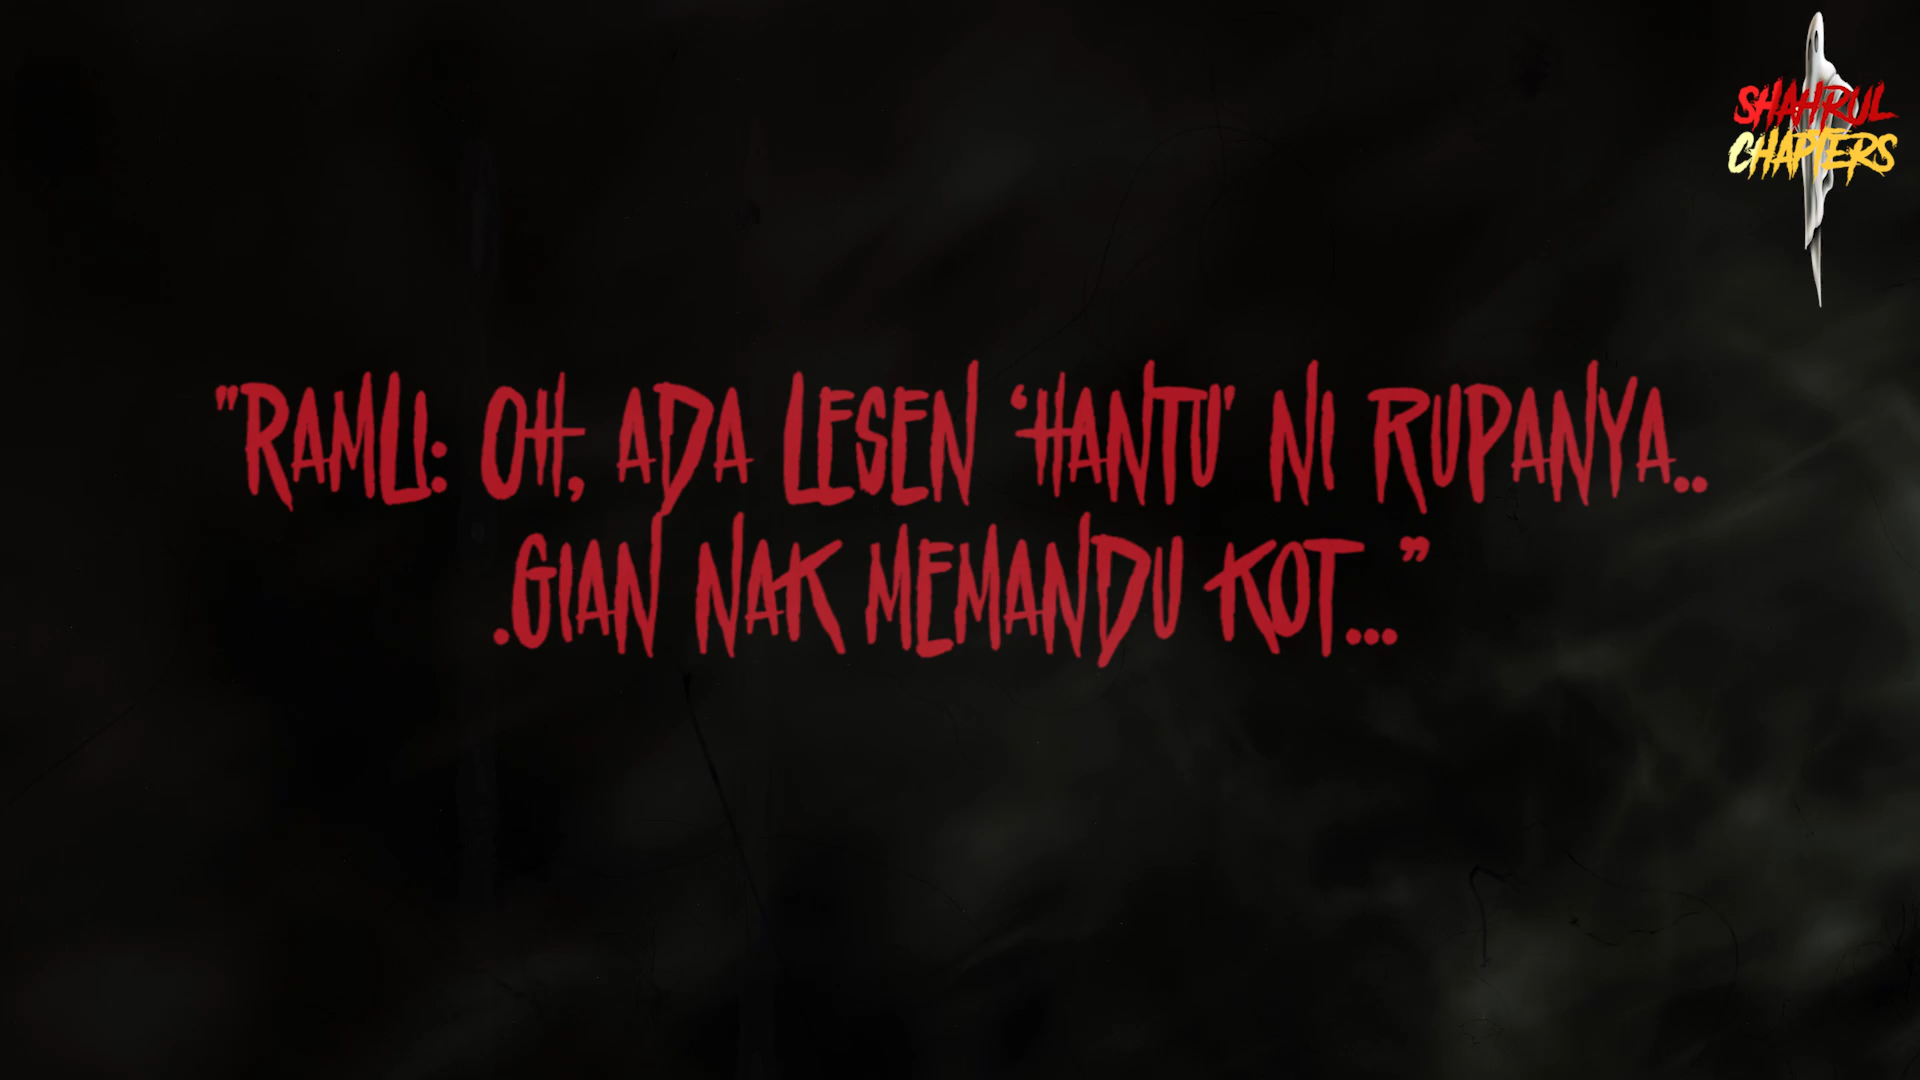 SHAHRUL
CHAPTERS
"RAMLI: OH, ADA LESEN ‘HANTU’ NI RUPANYA..
.GIAN NAK MEMANDU KOT...”